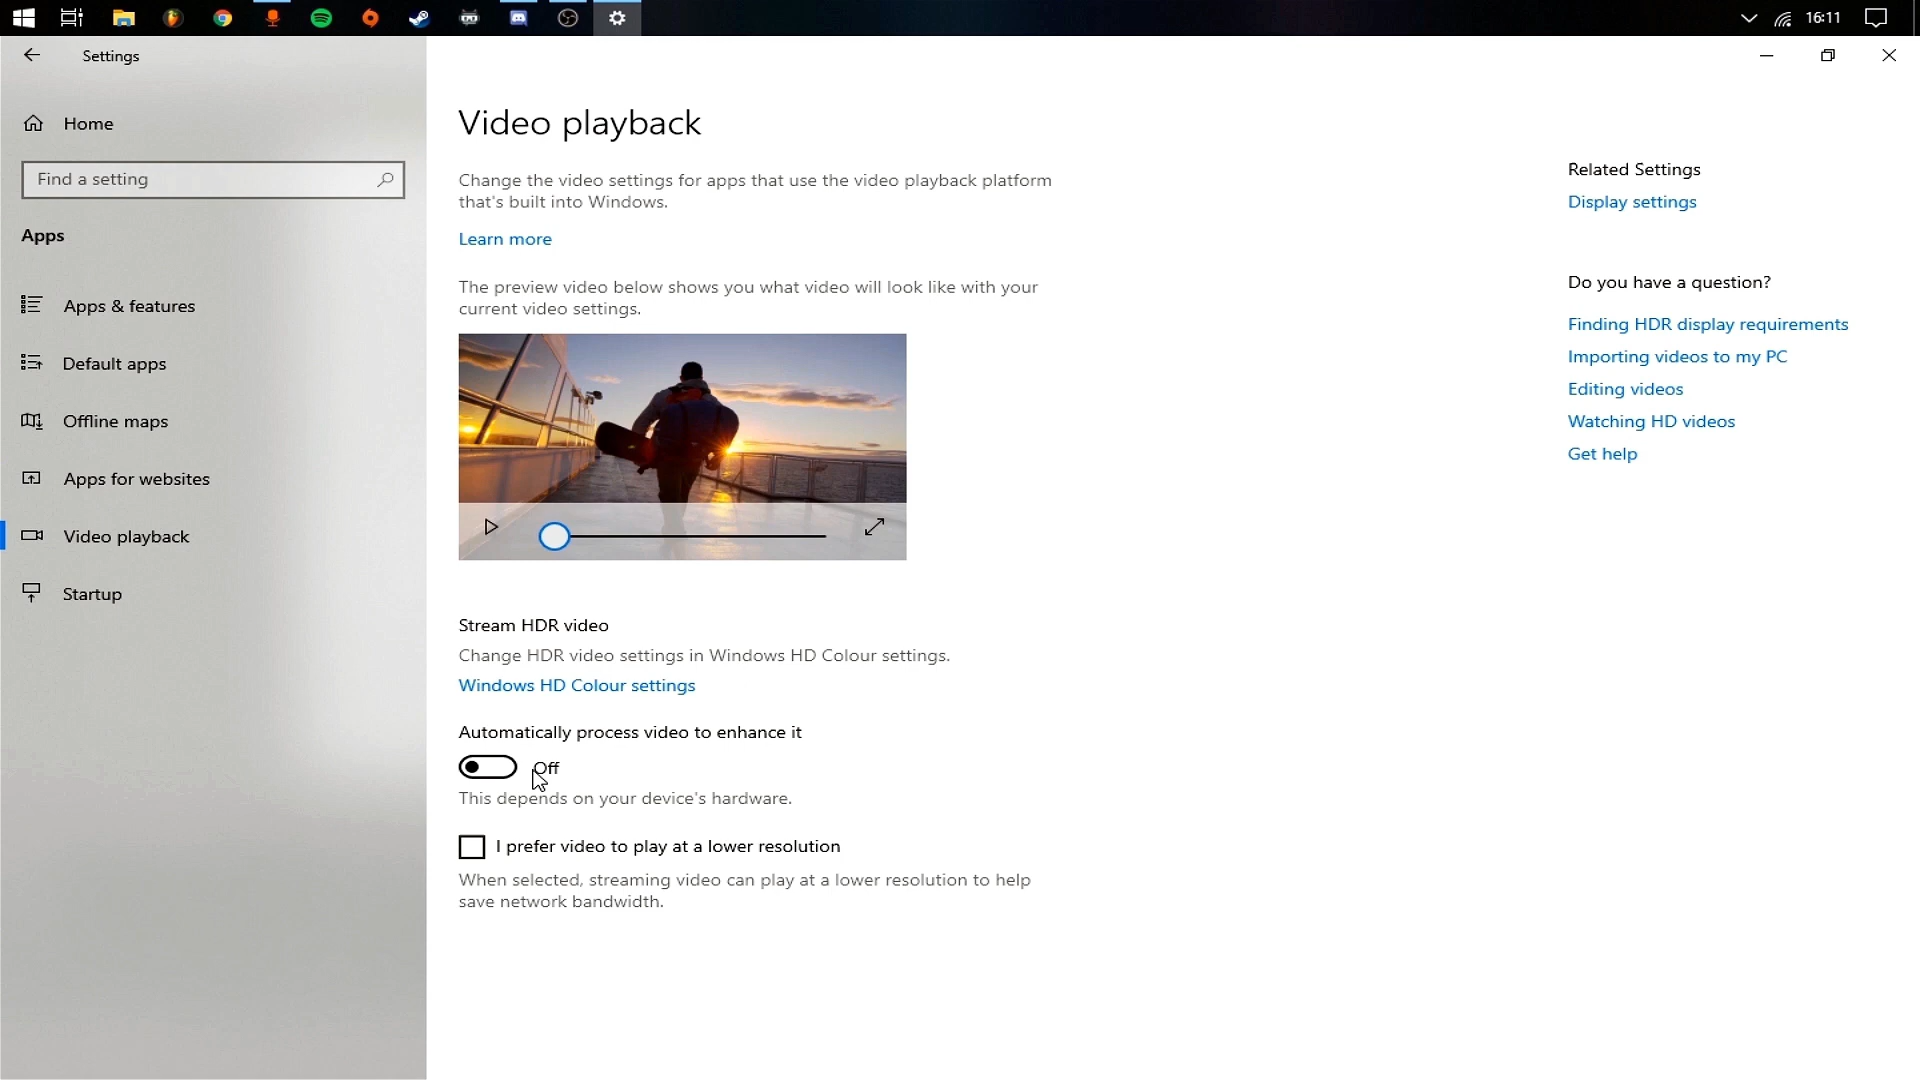 16:11
Settings
Home
Find a setting
Apps
Apps & features
Default apps
Offline maps
Apps for websites
Video playback
Startup
Video playback
Change the video settings for apps that use the video playback platform
that's built into Windows.
Learn more
The preview video below shows you what video will look like with your
current video settings.
Stream HDR video
Change HDR video settings in Windows HD Colour settings.
Windows HD Colour settings
Automatically process video to enhance it
Off
This depends on your device's hardware.
I prefer video to play at a lower resolution
When selected, streaming video can play at a lower resolution to help
save network bandwidth.
Related Settings
Display settings
Do you have a question?
Finding HDR display requirements
Importing videos to my PC
Editing videos
Watching HD videos
Get help